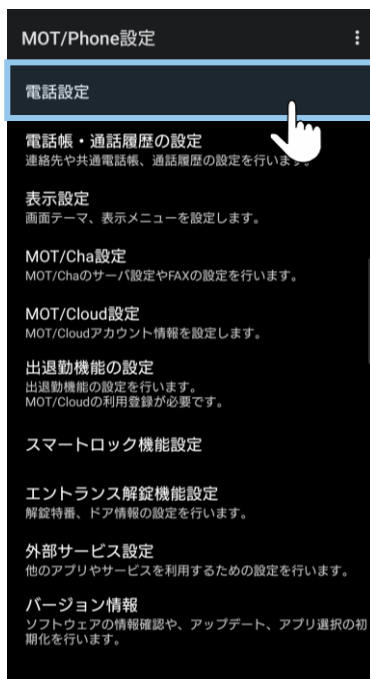 MOT/Phone設定
電話設定
電話帳・通話履歴の設定
連絡先や共通電話帳、通話履歴の設定を行います。
表示設定
画面テーマ、表示メニューを設定します。
MOT/Cha設定
MOT/Chaのサーバ設定やFAXの設定を行います。
MOT/Cloud設定
MOT/Cloudアカウント情報を設定します。
出退勤機能の設定
出退勤機能の設定を行います。
MOT/Cloudの利用登録が必要です。
スマートロック機能設定
エントランス解錠機能設定
解錠特番、ドア情報の設定を行います。
外部サービス設定
他のアプリやサービスを利用するための設定を行います。
バージョン情報
ソフトウェアの情報確認や、アップデート、アプリ選択の初
期化を行います。